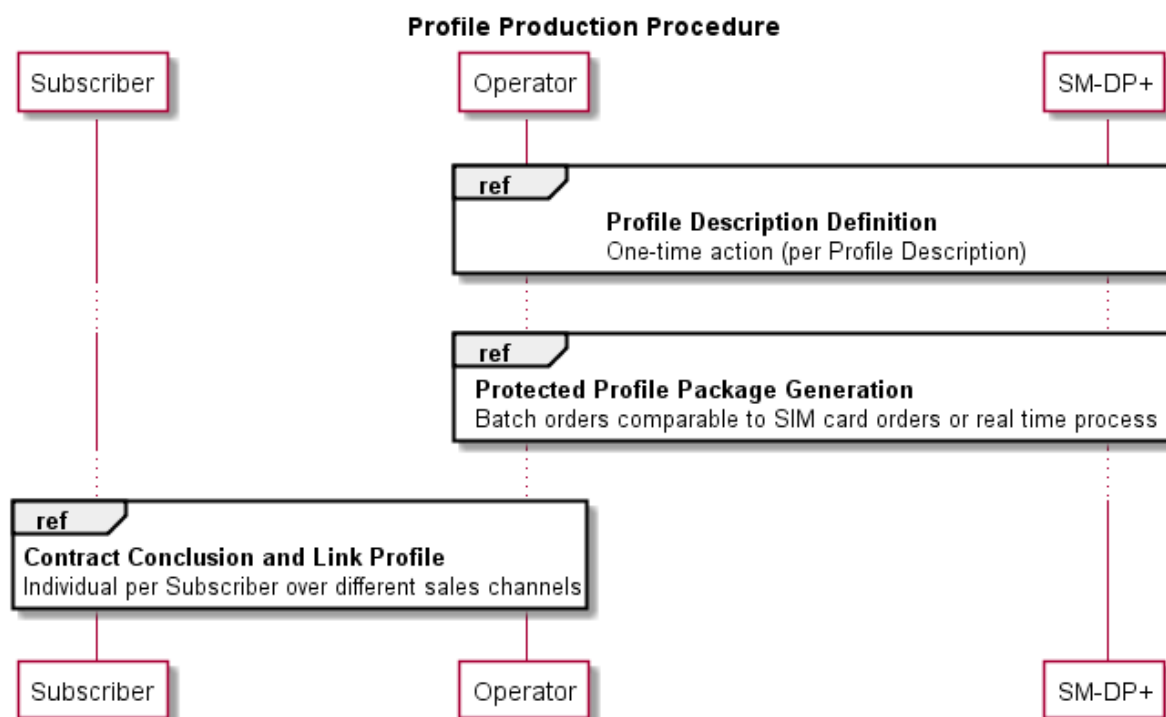 Profile Production Procedure
Subscriber
Operator
SM-DP+
ref
Profile Description Definition
One-time action (per Profile Description)
ref
Protected Profile Package Generation
Batch orders comparable to SIM card orders or real time process
ref
Contract Conclusion and Link Profile
Individual per Subscriber over different sales channels
Subscriber
Operator
SM-DP+